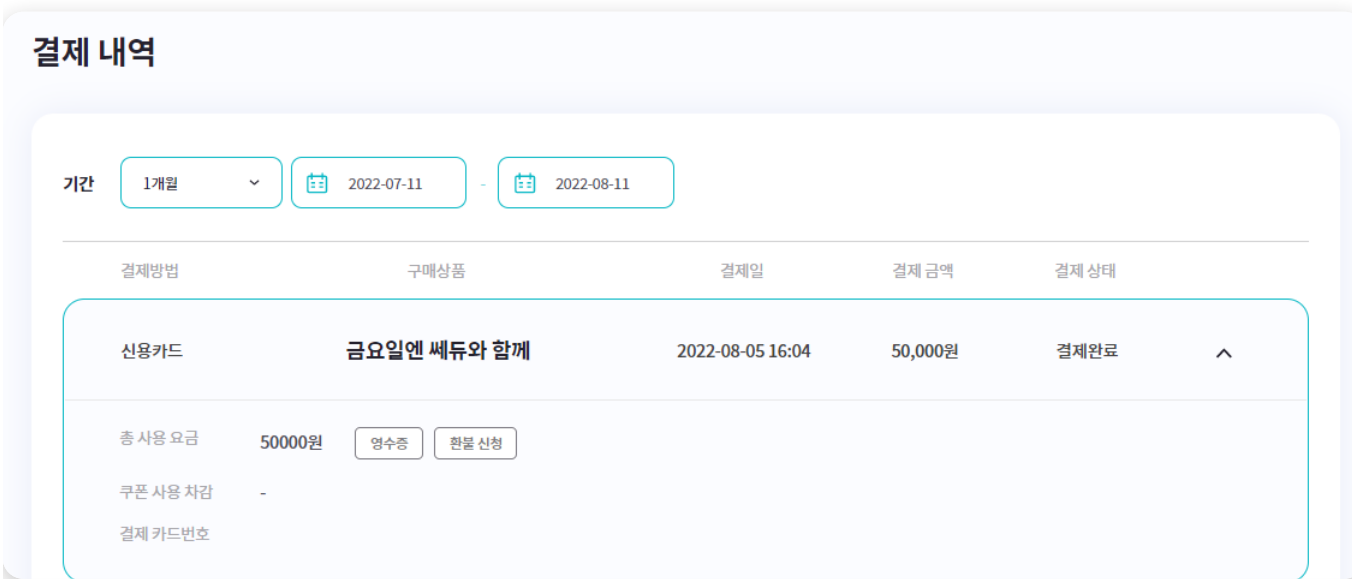 결제 내역
기간 1개월 2022-07-11 - 2022-08-11
결제방법 구매상품 결제일 결제 금액 결제 상태
신용카드 금요일엔 쎄듀와 함께 2022-08-05 16:04 50,000원 결제완료
총 사용 요금 50000원 영수증 환불 신청
쿠폰 사용 차감 -
결제 카드번호